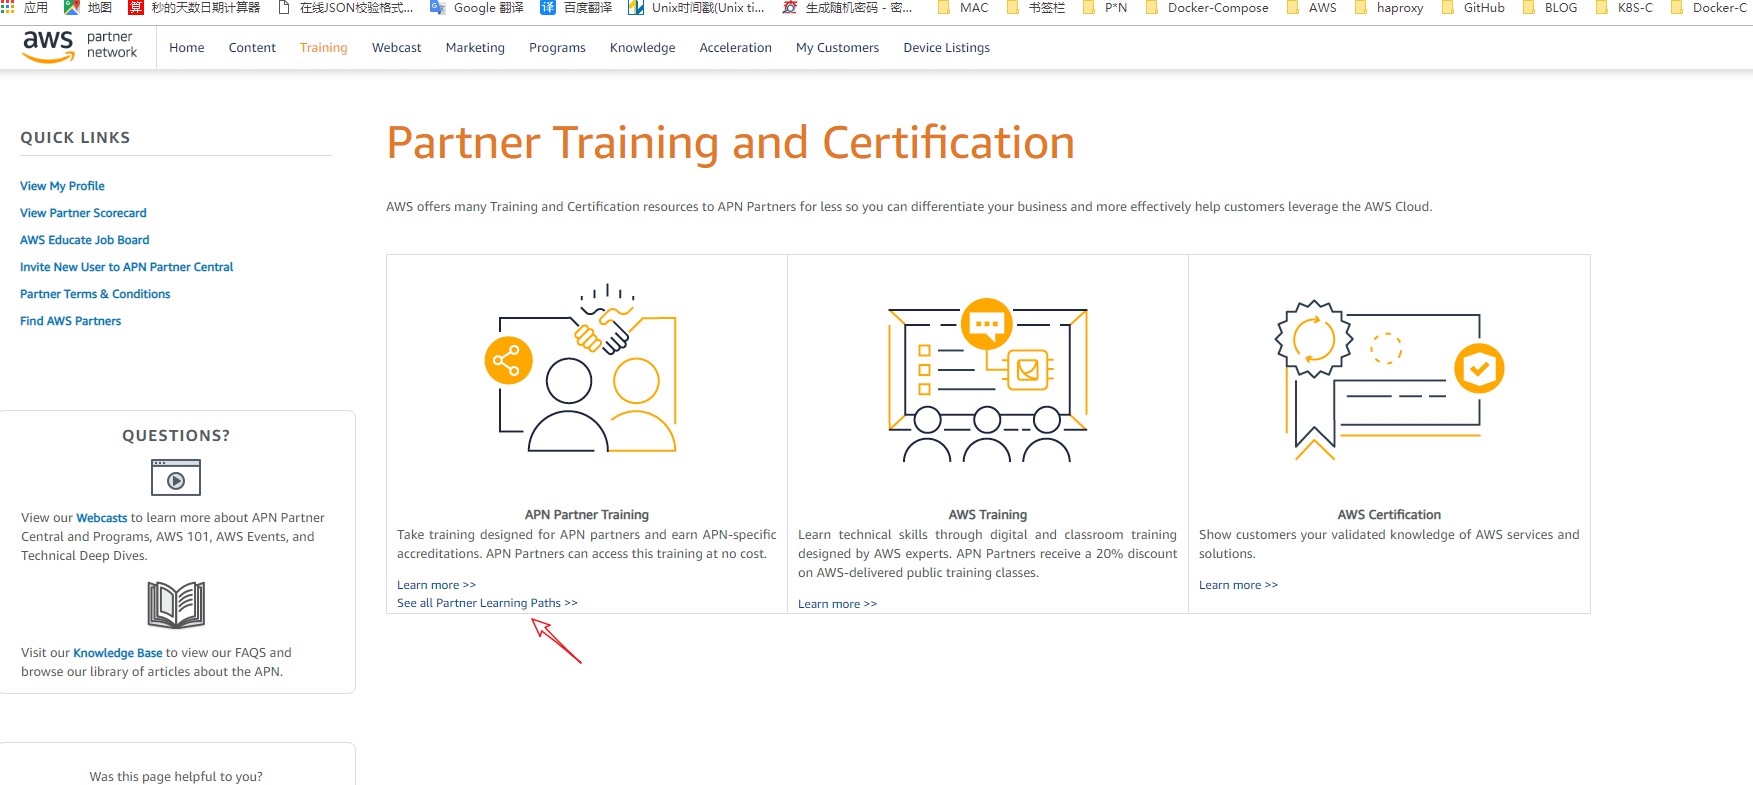 应用 地图 算 秒的天数日期计算器 在线JSON校验格式... Google 翻译 译 百度翻译 Unix时间戳(Unix ti... 生成随机密码 - 密... MAC 书签栏 P*N Docker-Compose AWS haproxy GitHub BLOG K8S-C Docker-C
aws partner network
Home Content Training Webcast Marketing Programs Knowledge Acceleration My Customers Device Listings
QUICK LINKS
View My Profile
View Partner Scorecard
AWS Educate Job Board
Invite New User to APN Partner Central
Partner Terms & Conditions
Find AWS Partners
QUESTIONS?
View our Webcasts to learn more about APN Partner
Central and Programs, AWS 101, AWS Events, and
Technical Deep Dives.
Visit our Knowledge Base to view our FAQS and
browse our library of articles about the APN.
Was this page helpful to you?
Partner Training and Certification
AWS offers many Training and Certification resources to APN Partners for less so you can differentiate your business and more effectively help customers leverage the AWS Cloud.
APN Partner Training
Take training designed for APN partners and earn APN-specific
accreditations. APN Partners can access this training at no cost.
Learn more >>
See all Partner Learning Paths >>
AWS Training
Learn technical skills through digital and classroom training
designed by AWS experts. APN Partners receive a 20% discount
on AWS-delivered public training classes.
Learn more >>
AWS Certification
Show customers your validated knowledge of AWS services and
solutions.
Learn more >>